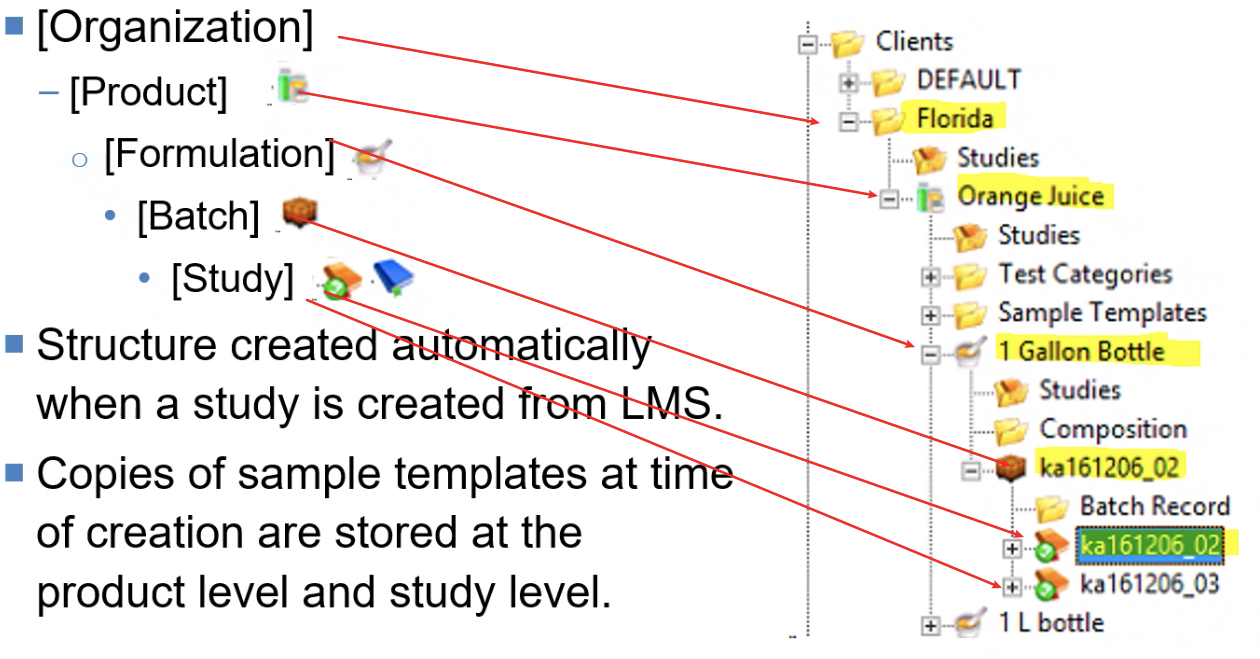 [Organization]
– [Product]
[Formulation]
[Batch]
[Study]
Structure created automatically
when a study is created from LMS.
Copies of sample templates at time
of creation are stored at the
product level and study level.
Clients
DEFAULT
Florida
Studies
Orange Juice
Studies
Test Categories
Sample Templates
1 Gallon Bottle
Studies
Composition
ka161206_02
Batch Record
ka161206_02
ka161206_03
1 L bottle